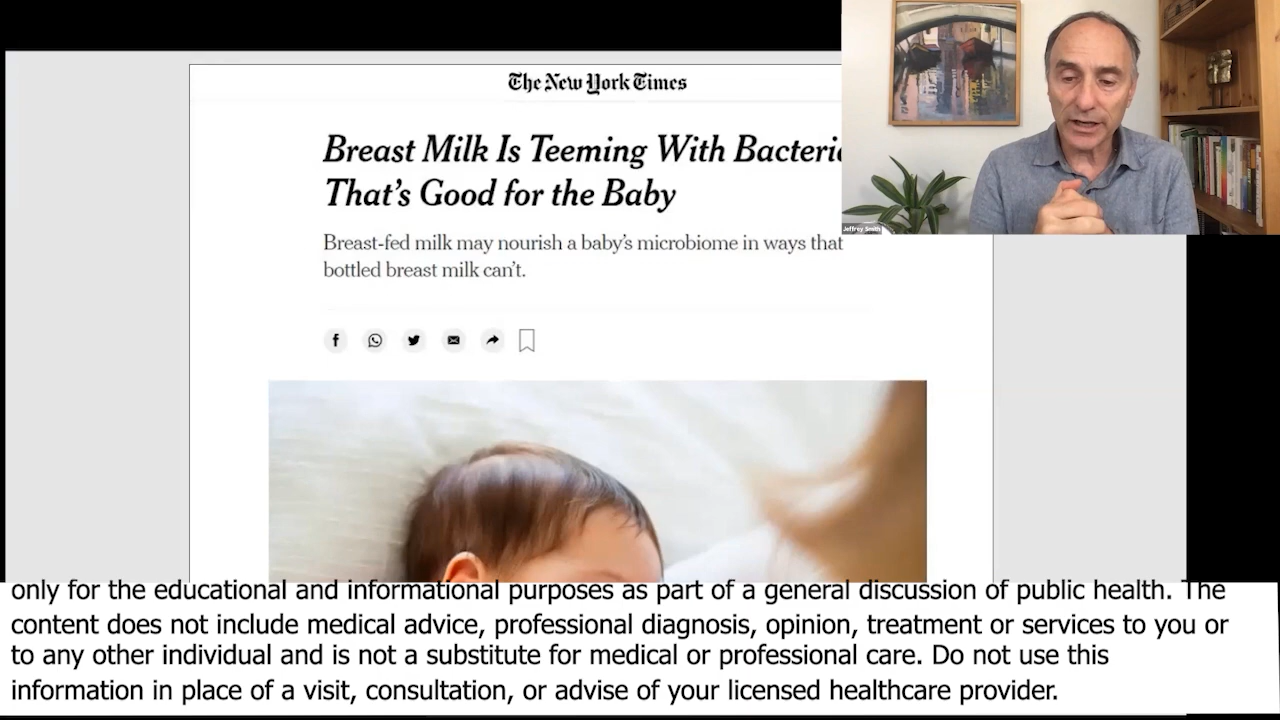 The New York Times
Breast Milk Is Teeming With Bacteri
That's Good for the Baby
Breast-fed milk may nourish a baby's microbiome in ways that
bottled breast milk can't.
Jeffrey Smith
only for the educational and informational purposes as part of a general discussion of public health. The
content does not include medical advice, professional diagnosis, opinion, treatment or services to you or
to any other individual and is not a substitute for medical or professional care. Do not use this
information in place of a visit, consultation, or advise of your licensed healthcare provider.